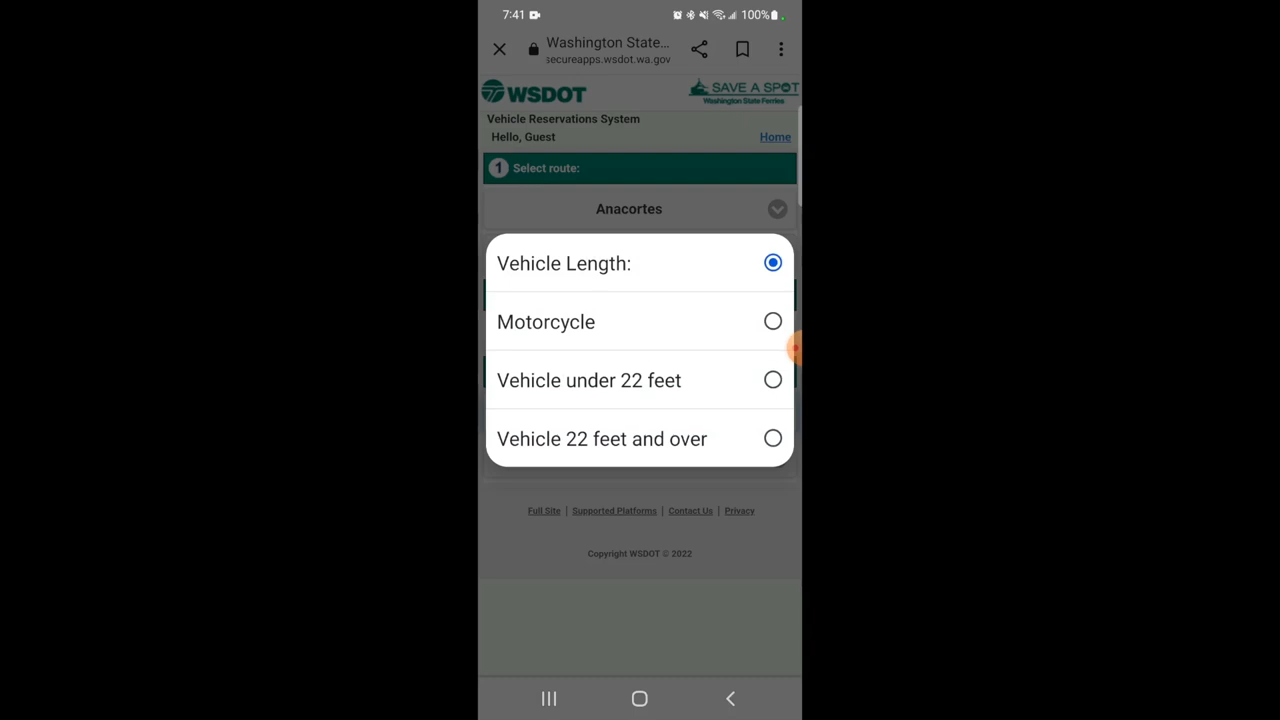 7:41
100%
Washington State...
secureapps.wsdot.wa.gov
WSDOT
SAVE A SPOT
Washington State Ferries
Vehicle Reservations System
Hello, Guest
Home
1 Select route:
Anacortes
Vehicle Length:
Motorcycle
Vehicle under 22 feet
Vehicle 22 feet and over
Full Site | Supported Platforms | Contact Us | Privacy
Copyright WSDOT © 2022